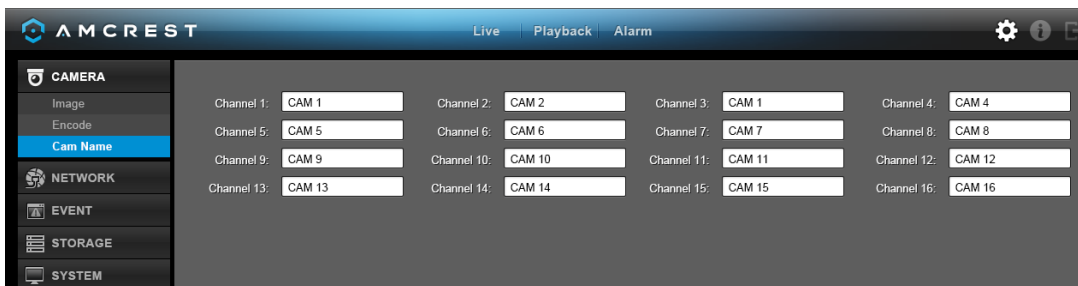 AMCREST Live Playback Alarm
CAMERA
Image
Encode
Cam Name
NETWORK
EVENT
STORAGE
SYSTEM
Channel 1: CAM 1 Channel 2: CAM 2 Channel 3: CAM 1 Channel 4: CAM 4
Channel 5: CAM 5 Channel 6: CAM 6 Channel 7: CAM 7 Channel 8: CAM 8
Channel 9: CAM 9 Channel 10: CAM 10 Channel 11: CAM 11 Channel 12: CAM 12
Channel 13: CAM 13 Channel 14: CAM 14 Channel 15: CAM 15 Channel 16: CAM 16